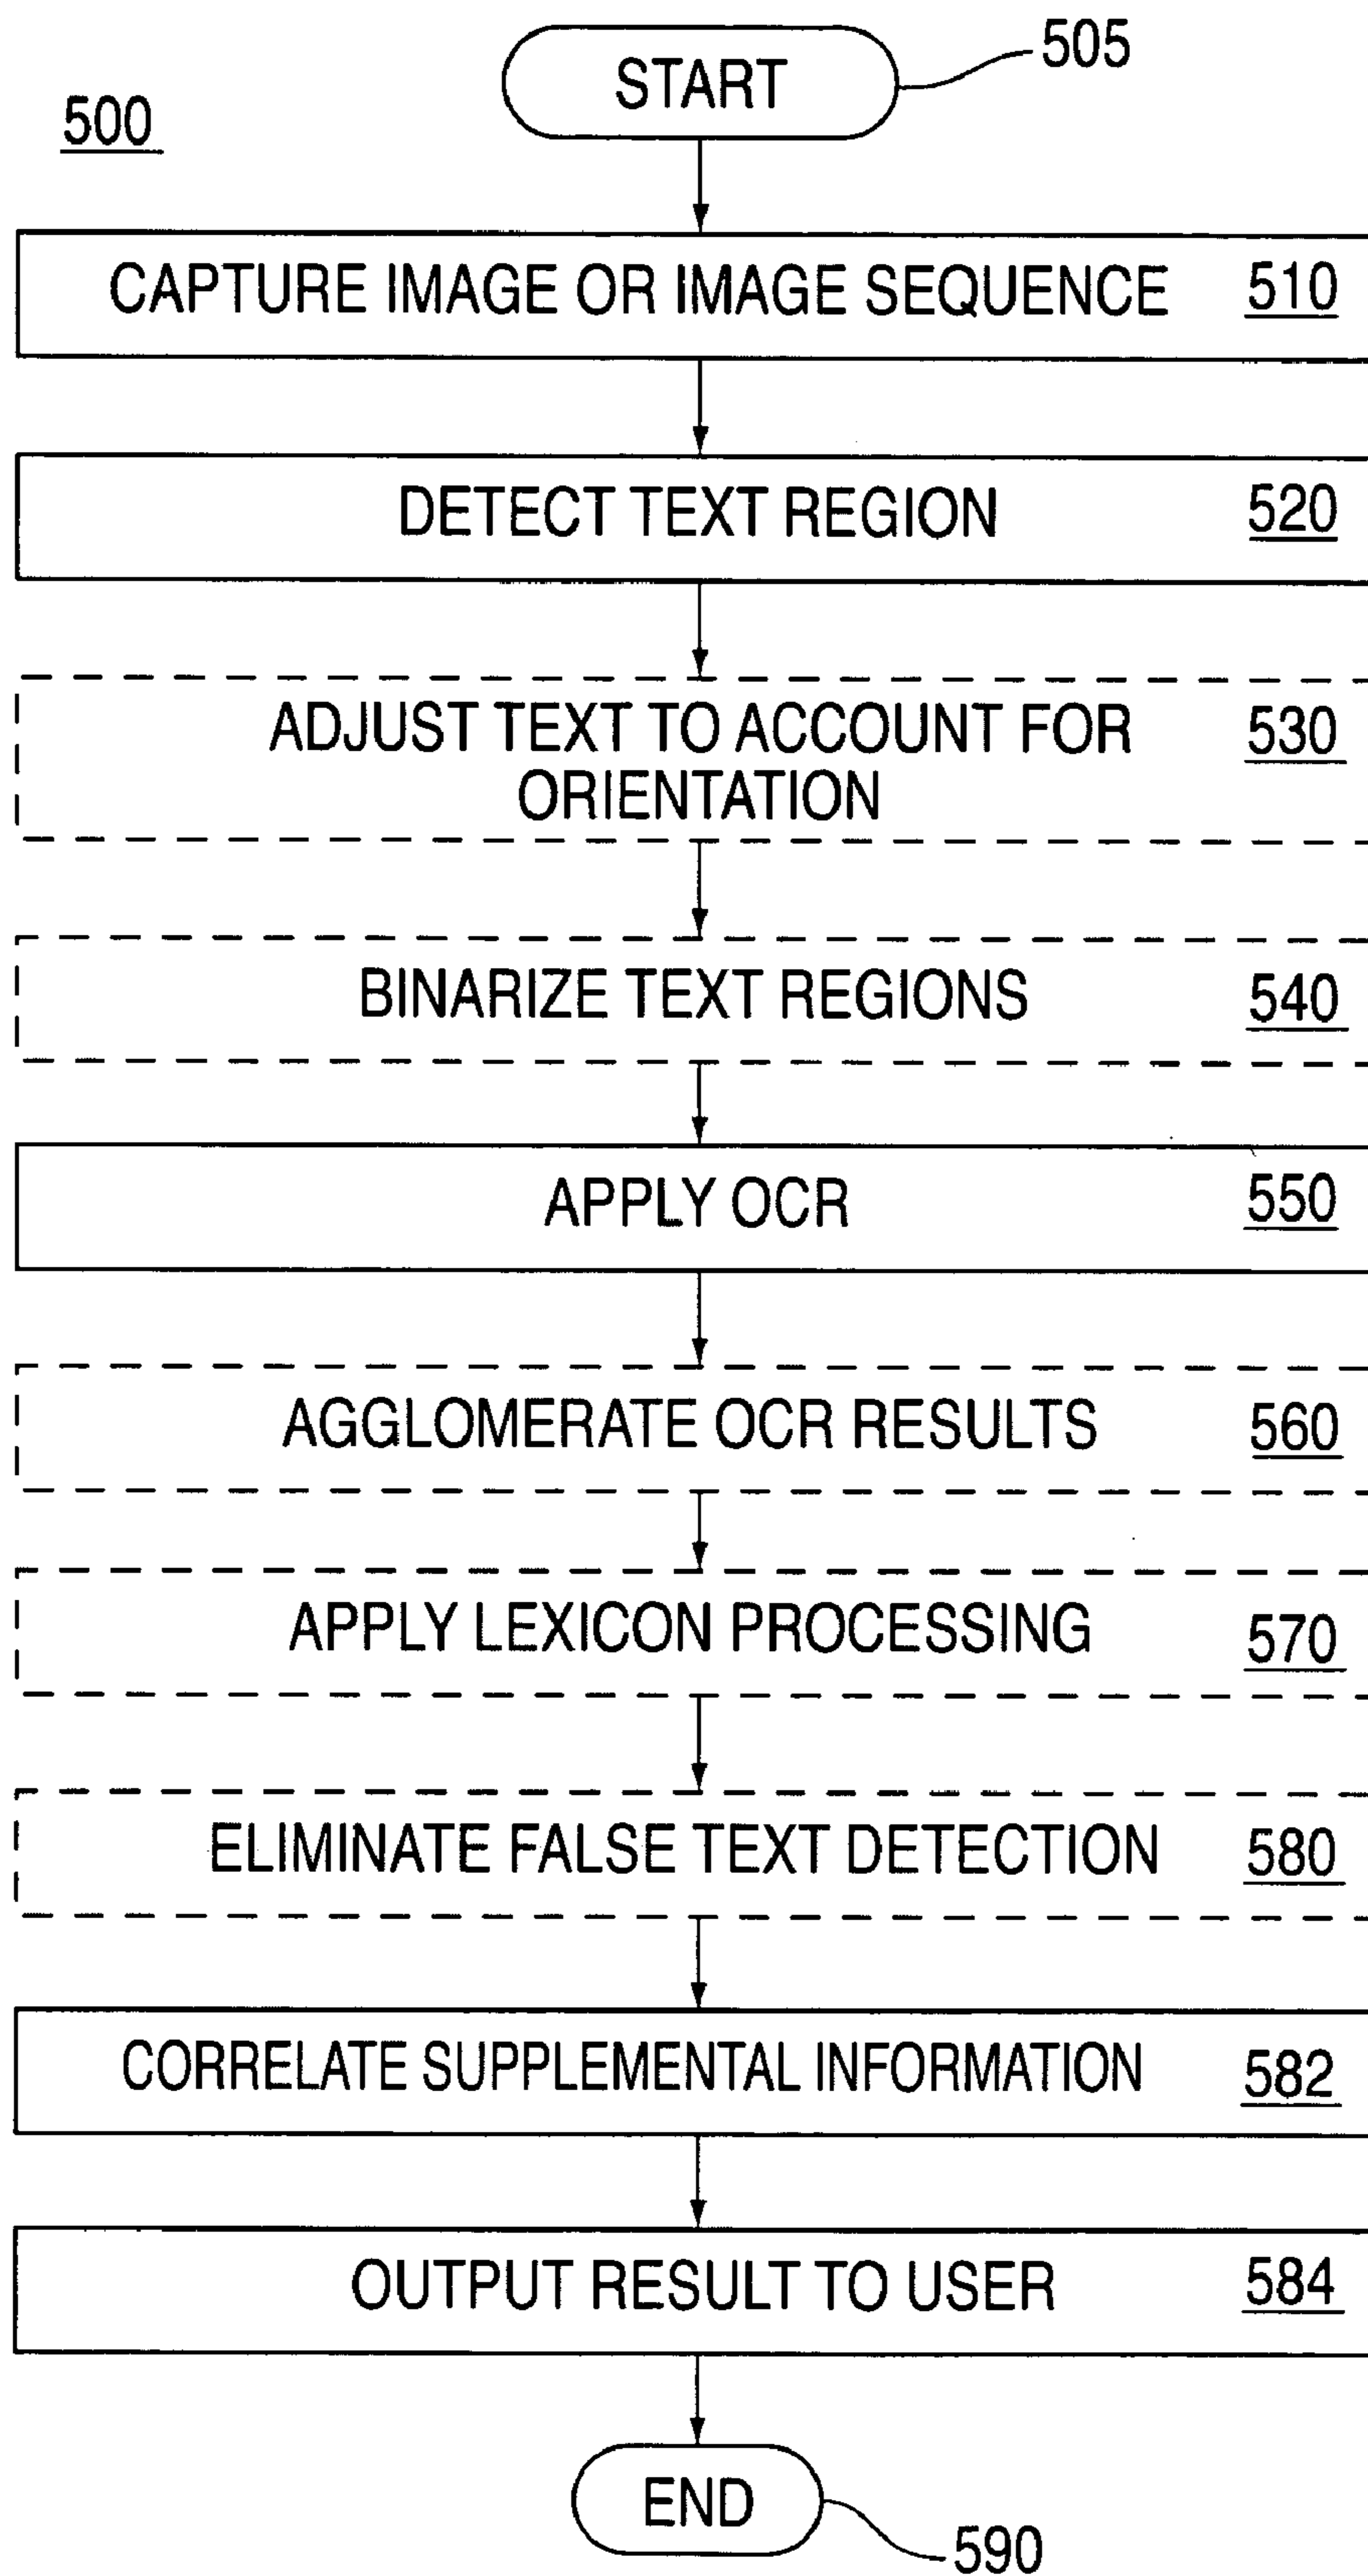 START 505
500
CAPTURE IMAGE OR IMAGE SEQUENCE 510
DETECT TEXT REGION 520
ADJUST TEXT TO ACCOUNT FOR 530
ORIENTATION
BINARIZE TEXT REGIONS 540
APPLY OCR 550
AGGLOMERATE OCR RESULTS 560
APPLY LEXICON PROCESSING 570
ELIMINATE FALSE TEXT DETECTION 580
CORRELATE SUPPLEMENTAL INFORMATION 582
OUTPUT RESULT TO USER 584
END
590